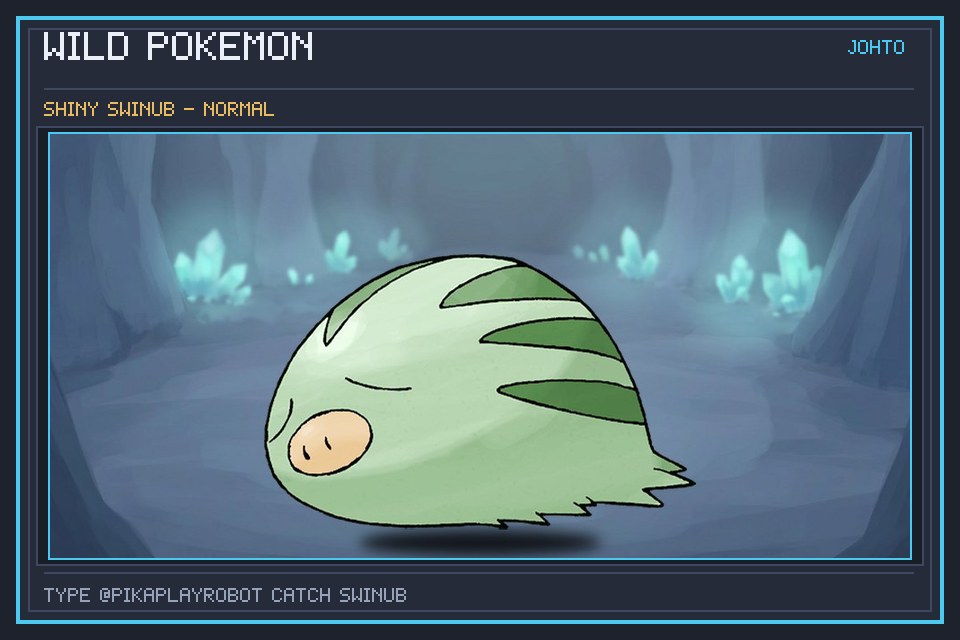 WILD POKEMON
JOHTO
SHINY SWINUB - NORMAL
TYPE @PIKAPLAYROBOT CATCH SWINUB